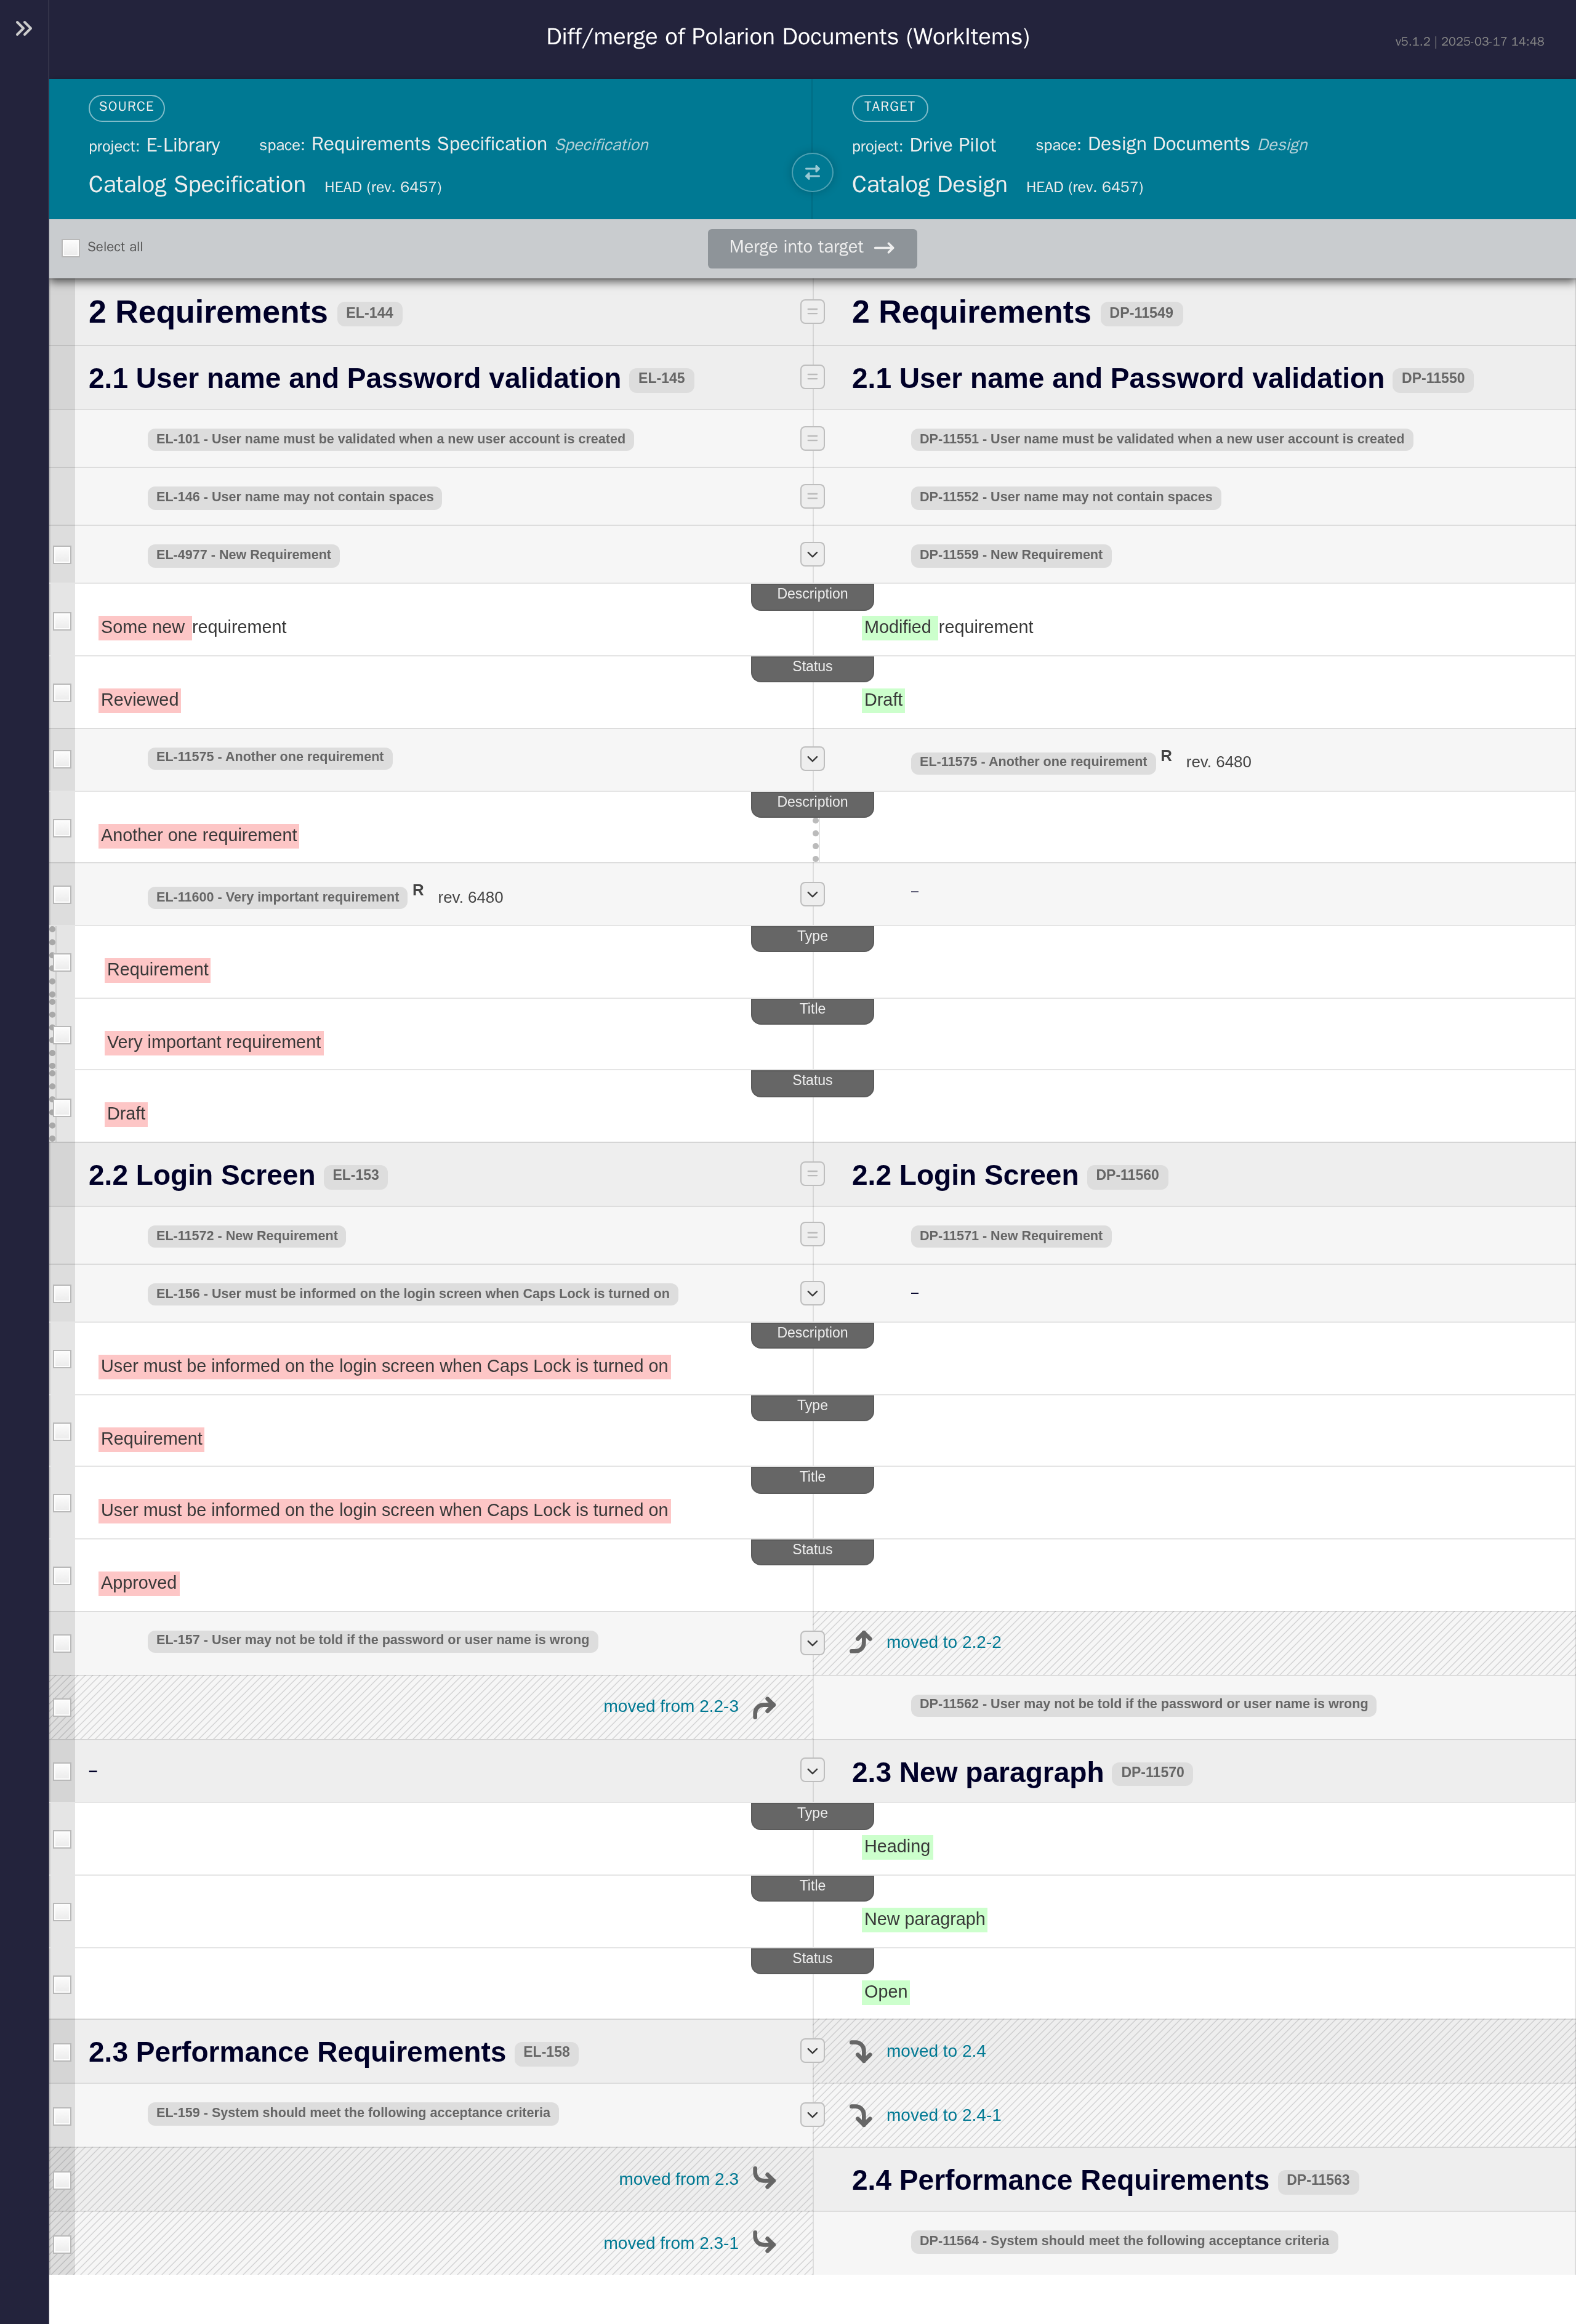 Diff/merge of Polarion Documents (WorkItems)
v5.1.2 | 2025-03-17 14:48
SOURCE
TARGET
project: E-Library space: Requirements Specification Specification
project: Drive Pilot space: Design Documents Design
Catalog Specification HEAD (rev. 6457)
Catalog Design HEAD (rev. 6457)
Select all
Merge into target
2 Requirements EL-144
2 Requirements DP-11549
2.1 User name and Password validation EL-145
2.1 User name and Password validation DP-11550
EL-101 - User name must be validated when a new user account is created
DP-11551 - User name must be validated when a new user account is created
EL-146 - User name may not contain spaces
DP-11552 - User name may not contain spaces
EL-4977 - New Requirement
DP-11559 - New Requirement
Description
Some new requirement
Modified requirement
Status
Reviewed
Draft
EL-11575 - Another one requirement
EL-11575 - Another one requirement R rev. 6480
Description
Another one requirement
EL-11600 - Very important requirement R rev. 6480
–
Type
Requirement
Title
Very important requirement
Status
Draft
2.2 Login Screen EL-153
2.2 Login Screen DP-11560
EL-11572 - New Requirement
DP-11571 - New Requirement
EL-156 - User must be informed on the login screen when Caps Lock is turned on
–
Description
User must be informed on the login screen when Caps Lock is turned on
Type
Requirement
Title
User must be informed on the login screen when Caps Lock is turned on
Status
Approved
EL-157 - User may not be told if the password or user name is wrong
moved to 2.2-2
moved from 2.2-3
DP-11562 - User may not be told if the password or user name is wrong
–
2.3 New paragraph DP-11570
Type
Heading
Title
New paragraph
Status
Open
2.3 Performance Requirements EL-158
moved to 2.4
EL-159 - System should meet the following acceptance criteria
moved to 2.4-1
moved from 2.3
2.4 Performance Requirements DP-11563
moved from 2.3-1
DP-11564 - System should meet the following acceptance criteria